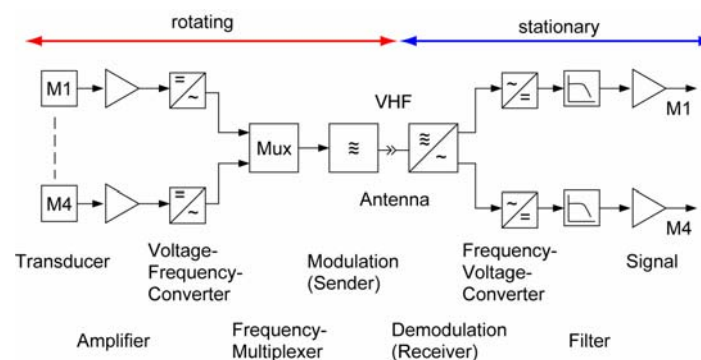 rotating
stationary
M1
=
~
VHF
~
=
M1
Mux
≋
≋
~
M4
=
~
Antenna
~
=
M4
Transducer
Voltage-
Frequency-
Converter
Modulation
(Sender)
Frequency-
Voltage-
Converter
Signal
Amplifier
Frequency-
Multiplexer
Demodulation
(Receiver)
Filter